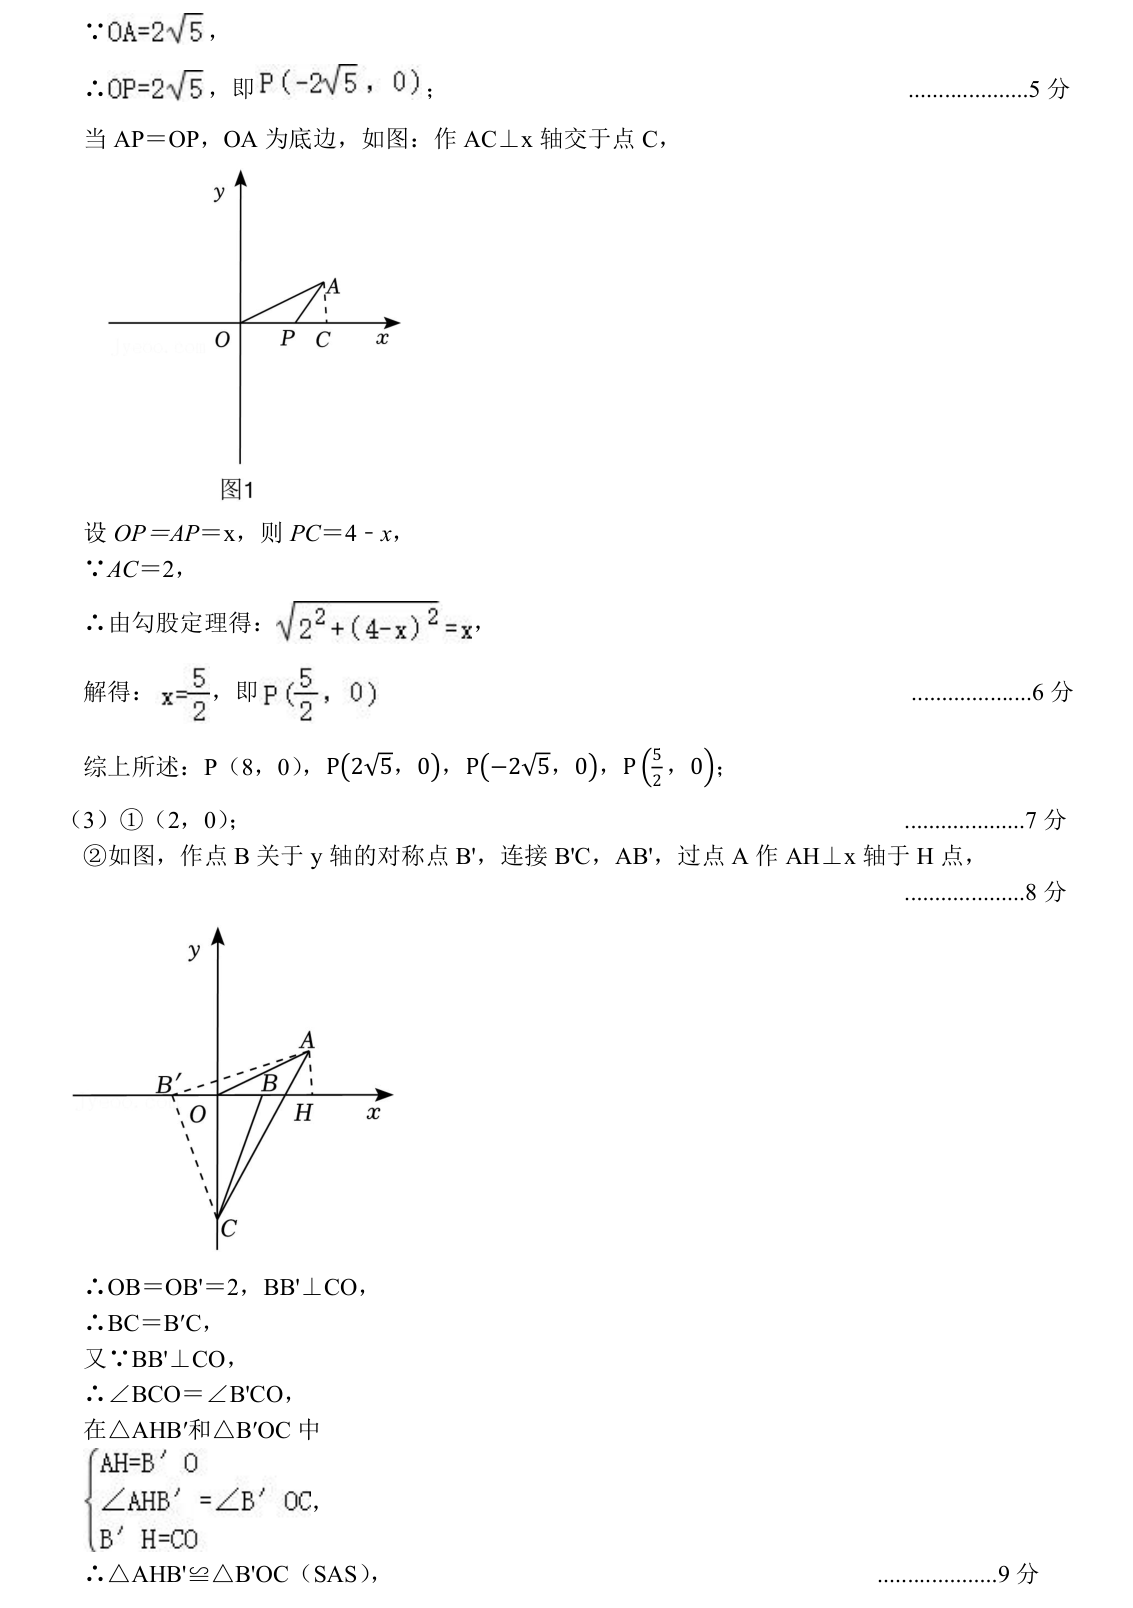 ∵OA=2√5，
∴OP=2√5，即P(-2√5，0)； ....................5 分
当 AP＝OP，OA 为底边，如图：作 AC⊥x 轴交于点 C，
y
A
O P C x
图1
设 OP＝AP＝x，则 PC＝4﹣x，
∵AC＝2，
∴由勾股定理得：√(2²+(4-x)²)=x，
解得：x=5/2，即P(5/2，0) ....................6 分
综上所述：P（8，0），P(2√5，0)，P(−2√5，0)，P(5/2，0)；
（3）①（2，0）； ....................7 分
②如图，作点 B 关于 y 轴的对称点 B'，连接 B'C，AB'，过点 A 作 AH⊥x 轴于 H 点，
....................8 分
y
A
B′ B
O H x
C
∴OB＝OB'＝2，BB'⊥CO，
∴BC＝B′C，
又∵BB'⊥CO，
∴∠BCO＝∠B'CO，
在△AHB′和△B′OC 中
AH=B′ O
∠AHB′ =∠B′ OC，
B′ H=CO
∴△AHB'≌△B'OC（SAS）， ....................9 分